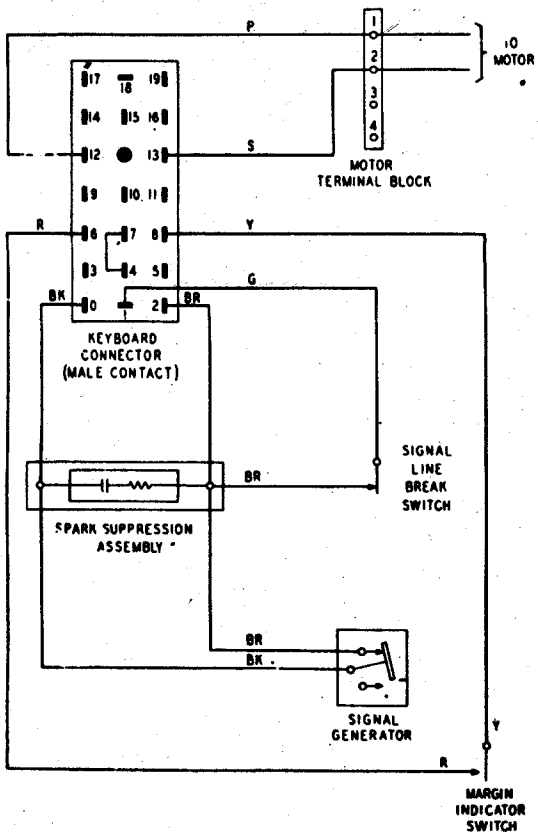 P
1
2
3
4
TO
MOTOR
MOTOR
TERMINAL BLOCK
17 18 19
14 15 16
12 13
S
9 10 11
R
6 7 8
Y
3 4 5
G
BK
0 1 2
BR
KEYBOARD
CONNECTOR
(MALE CONTACT)
BR
SIGNAL
LINE
BREAK
SWITCH
SPARK SUPPRESSION
ASSEMBLY
BR
BK
SIGNAL
GENERATOR
Y
R
MARGIN
INDICATOR
SWITCH